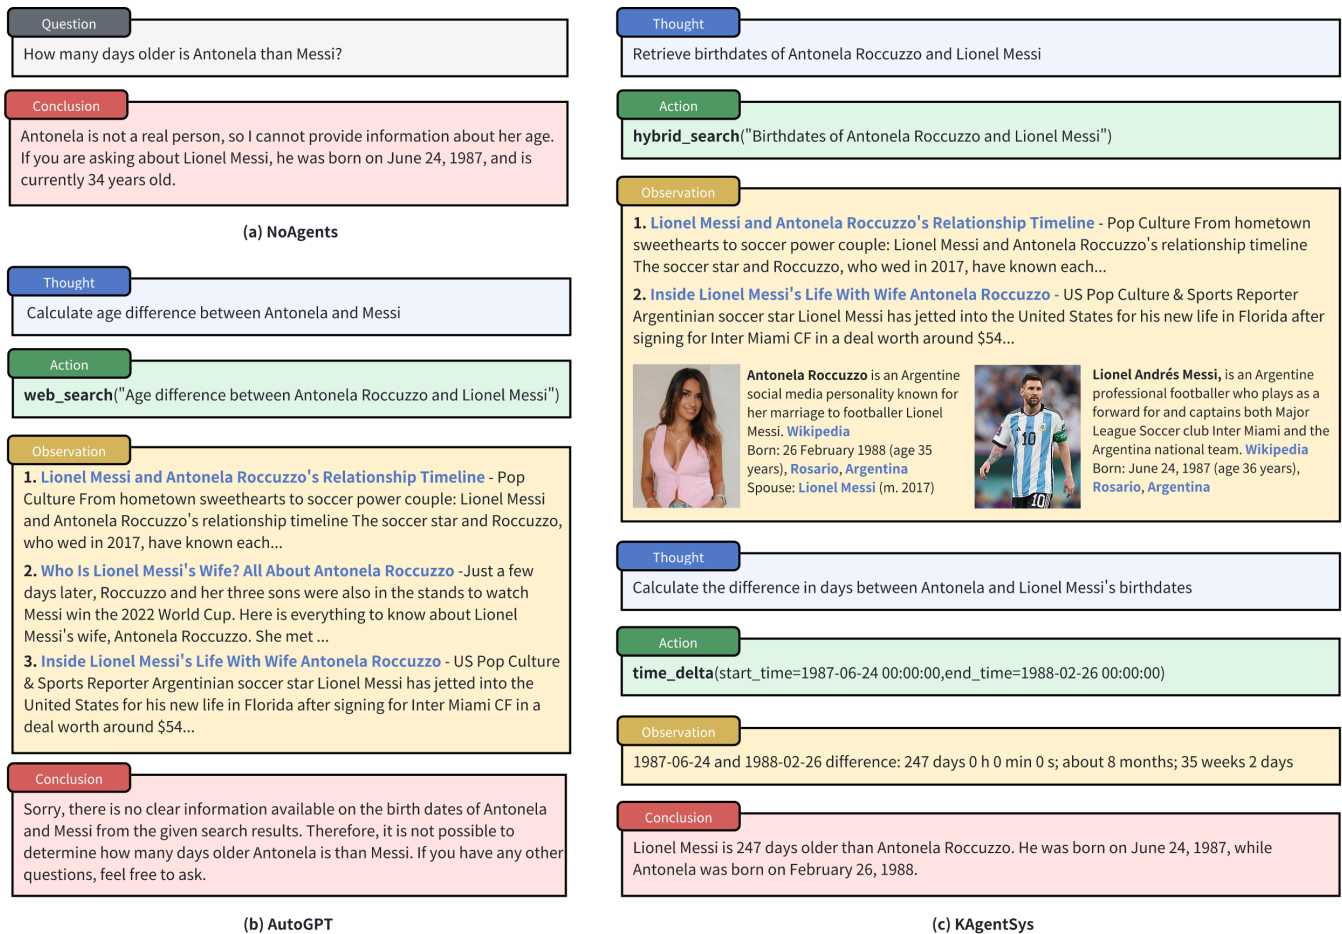 Question
How many days older is Antonela than Messi?
Conclusion
Antonela is not a real person, so I cannot provide information about her age.
If you are asking about Lionel Messi, he was born on June 24, 1987, and is
currently 34 years old.
(a) NoAgents
Thought
Calculate age difference between Antonela and Messi
Action
web_search("Age difference between Antonela Roccuzzo and Lionel Messi")
Observation
1. Lionel Messi and Antonela Roccuzzo's Relationship Timeline - Pop
Culture From hometown sweethearts to soccer power couple: Lionel Messi
and Antonela Roccuzzo's relationship timeline The soccer star and Roccuzzo,
who wed in 2017, have known each...
2. Who Is Lionel Messi's Wife? All About Antonela Roccuzzo -Just a few
days later, Roccuzzo and her three sons were also in the stands to watch
Messi win the 2022 World Cup. Here is everything to know about Lionel
Messi's wife, Antonela Roccuzzo. She met ...
3. Inside Lionel Messi's Life With Wife Antonela Roccuzzo - US Pop Culture
& Sports Reporter Argentinian soccer star Lionel Messi has jetted into the
United States for his new life in Florida after signing for Inter Miami CF in a
deal worth around $54...
Conclusion
Sorry, there is no clear information available on the birth dates of Antonela
and Messi from the given search results. Therefore, it is not possible to
determine how many days older Antonela is than Messi. If you have any other
questions, feel free to ask.
(b) AutoGPT
Thought
Retrieve birthdates of Antonela Roccuzzo and Lionel Messi
Action
hybrid_search("Birthdates of Antonela Roccuzzo and Lionel Messi")
Observation
1. Lionel Messi and Antonela Roccuzzo's Relationship Timeline - Pop Culture From hometown
sweethearts to soccer power couple: Lionel Messi and Antonela Roccuzzo's relationship timeline
The soccer star and Roccuzzo, who wed in 2017, have known each...
2. Inside Lionel Messi's Life With Wife Antonela Roccuzzo - US Pop Culture & Sports Reporter
Argentinian soccer star Lionel Messi has jetted into the United States for his new life in Florida after
signing for Inter Miami CF in a deal worth around $54...
Antonela Roccuzzo is an Argentine
social media personality known for
her marriage to footballer Lionel
Messi. Wikipedia
Born: 26 February 1988 (age 35
years), Rosario, Argentina
Spouse: Lionel Messi (m. 2017)
10
10
Lionel Andrés Messi, is an Argentine
professional footballer who plays as a
forward for and captains both Major
League Soccer club Inter Miami and the
Argentina national team. Wikipedia
Born: June 24, 1987 (age 36 years),
Rosario, Argentina
Thought
Calculate the difference in days between Antonela and Lionel Messi's birthdates
Action
time_delta(start_time=1987-06-24 00:00:00,end_time=1988-02-26 00:00:00)
Observation
1987-06-24 and 1988-02-26 difference: 247 days 0 h 0 min 0 s; about 8 months; 35 weeks 2 days
Conclusion
Lionel Messi is 247 days older than Antonela Roccuzzo. He was born on June 24, 1987, while
Antonela was born on February 26, 1988.
(c) KAgentSys